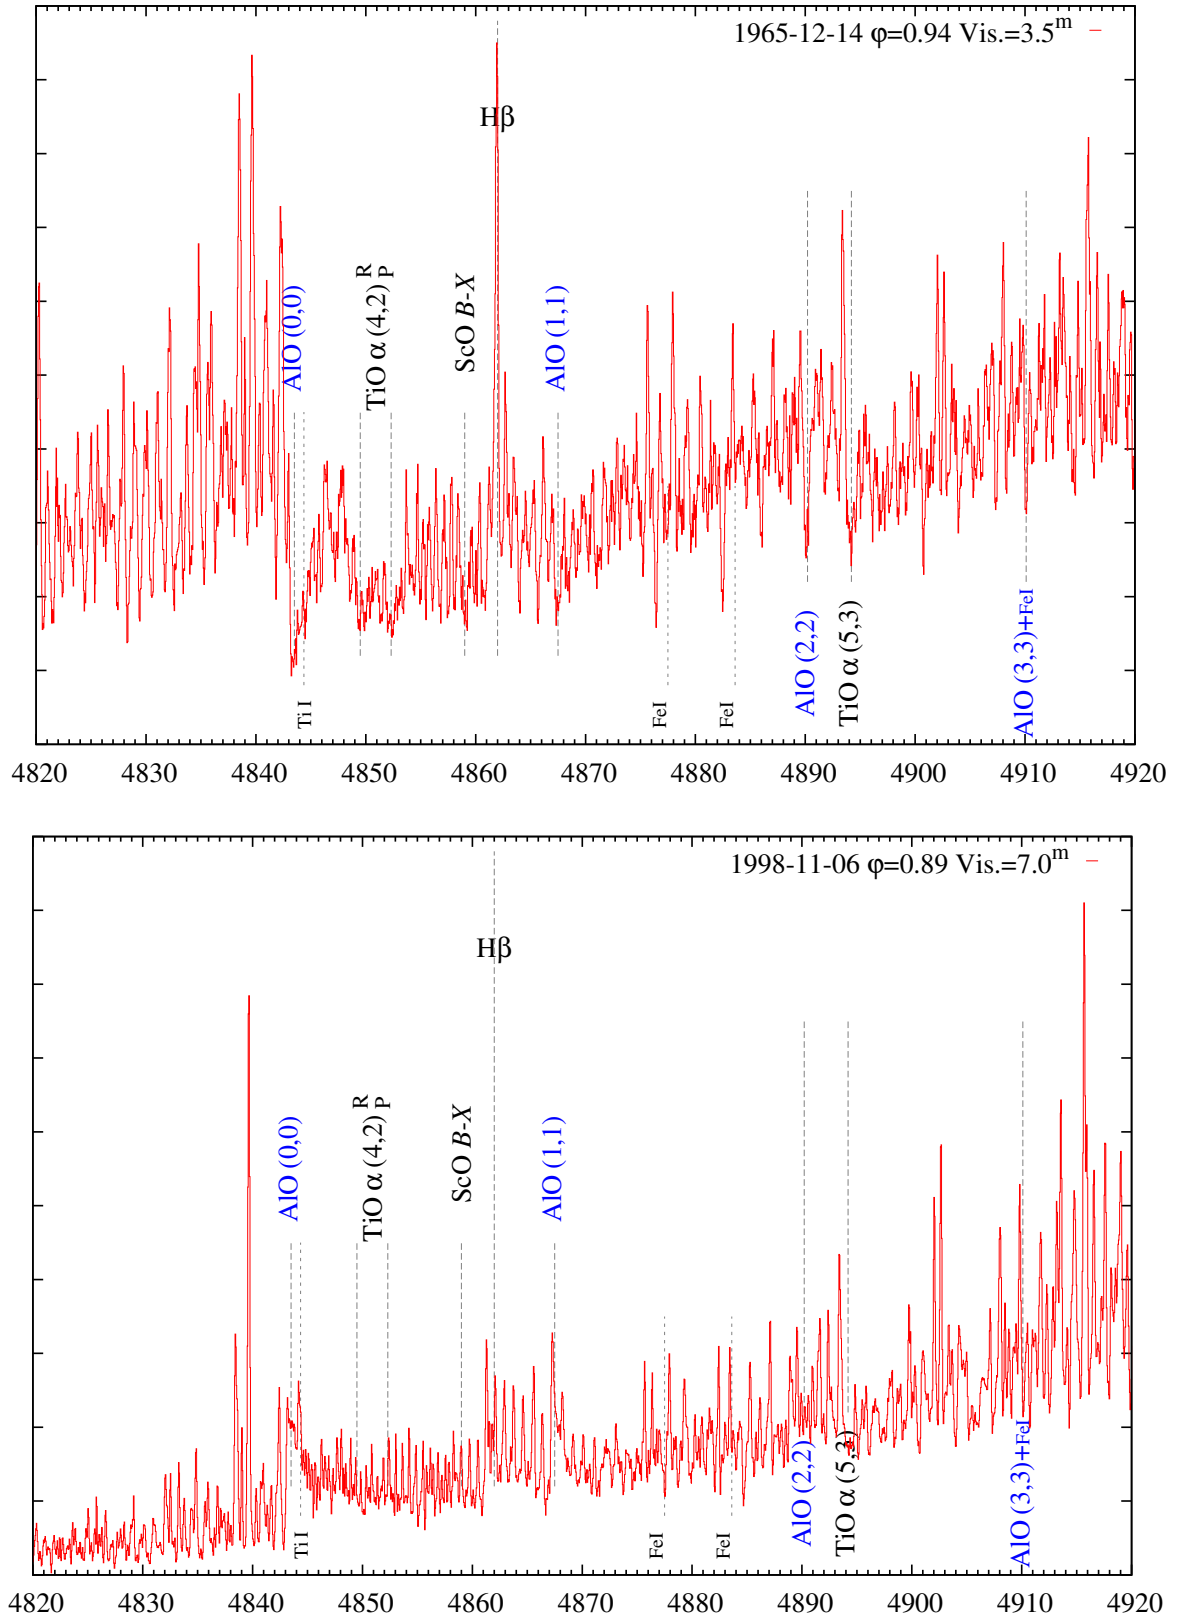 1965-12-14 φ=0.94 Vis.=3.5ᵐ
Hβ
AlO (0,0)
TiO α (4,2) R P
ScO B-X
AlO (1,1)
Ti I
FeI
FeI
AlO (2,2)
TiO α (5,3)
AlO (3,3)+FeI
4820 4830 4840 4850 4860 4870 4880 4890 4900 4910 4920
1998-11-06 φ=0.89 Vis.=7.0ᵐ
Hβ
AlO (0,0)
TiO α (4,2) R P
ScO B-X
AlO (1,1)
Ti I
FeI
FeI
AlO (2,2)
TiO α (5,3)
AlO (3,3)+FeI
4820 4830 4840 4850 4860 4870 4880 4890 4900 4910 4920